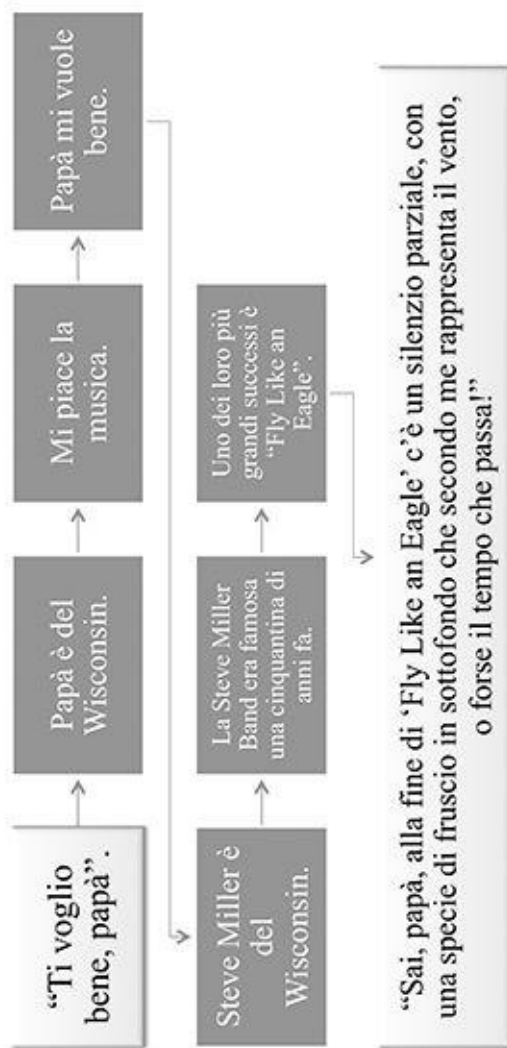 “Ti voglio
bene, papà”.
Papà è del
Wisconsin.
Mi piace la
musica.
Papà mi vuole
bene.
Steve Miller è
del
Wisconsin.
La Steve Miller
Band era famosa
una cinquantina di
anni fa.
Uno dei loro più
grandi successi è
“Fly Like an
Eagle”.
“Sai, papà, alla fine di ‘Fly Like an Eagle’ c’è un silenzio parziale, con
una specie di fruscio in sottofondo che secondo me rappresenta il vento,
o forse il tempo che passa!”